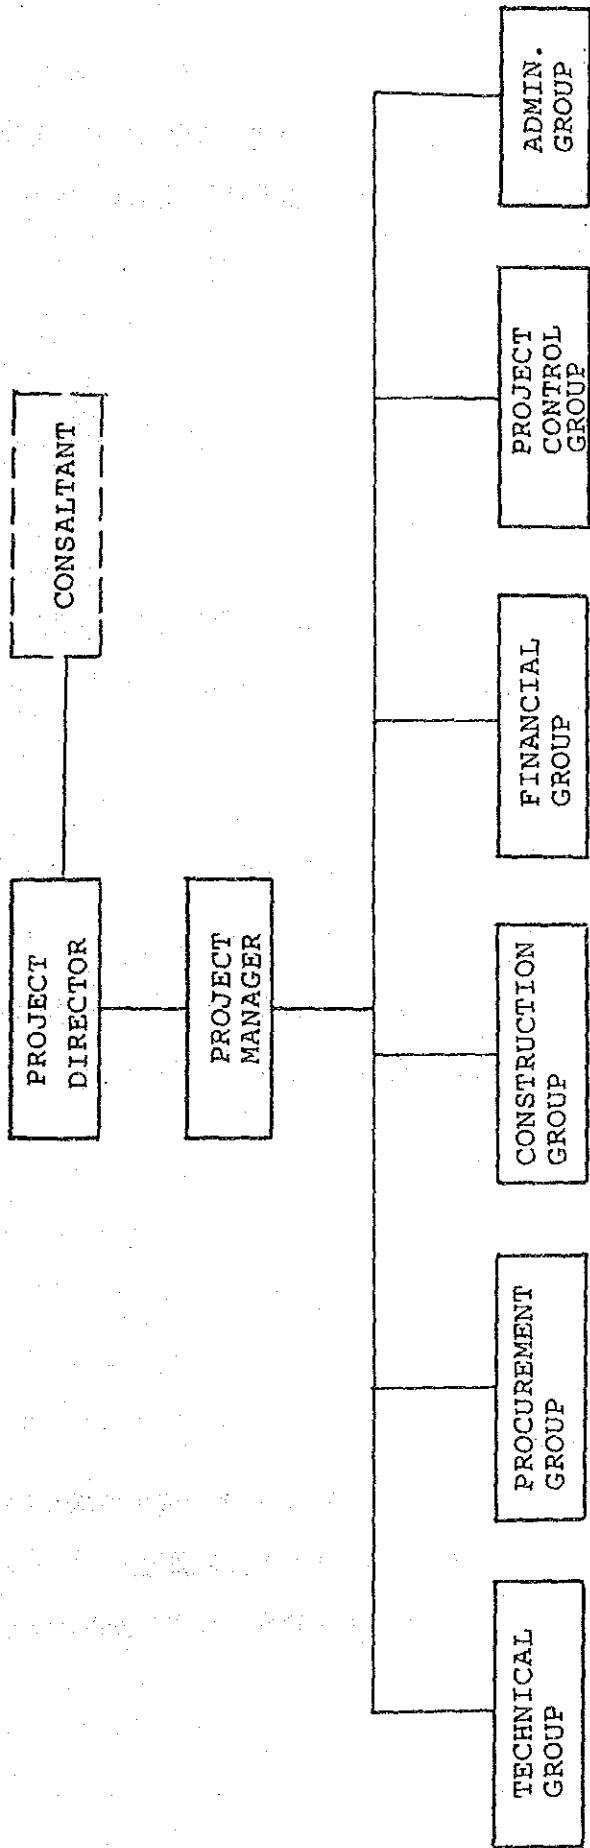 PROJECT
DIRECTOR
CONSALTANT
PROJECT
MANAGER
TECHNICAL
GROUP
PROCUREMENT
GROUP
CONSTRUCTION
GROUP
FINANCIAL
GROUP
PROJECT
CONTROL
GROUP
ADMIN.
GROUP